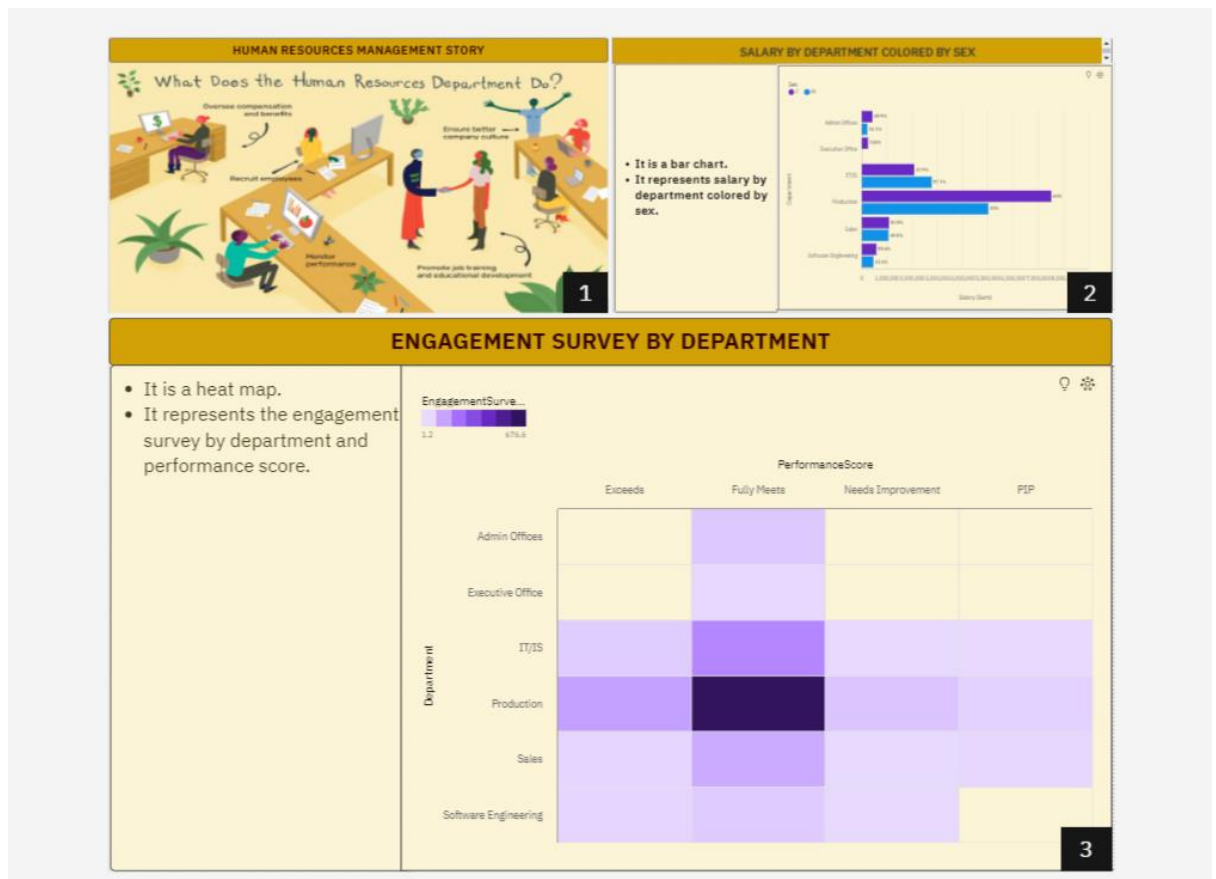 HUMAN RESOURCES MANAGEMENT STORY
What Does the Human Resources Department Do?
Oversee compensation
and benefits
Ensure better
company culture
Recruit employees
Monitor
performance
Promote job training
and educational development
1
SALARY BY DEPARTMENT COLORED BY SEX
• It is a bar chart.
• It represents salary by
department colored by
sex.
Sex
Admin Offices
Executive Office
IT/IS
Production
Sales
Software Engineering
Department
0
Salary (Sum)
2
ENGAGEMENT SURVEY BY DEPARTMENT
• It is a heat map.
• It represents the engagement
survey by department and
performance score.
EngagementSurve...
1.2 676.6
PerformanceScore
Exceeds Fully Meets Needs Improvement PIP
Department
Admin Offices
Executive Office
IT/IS
Production
Sales
Software Engineering
3